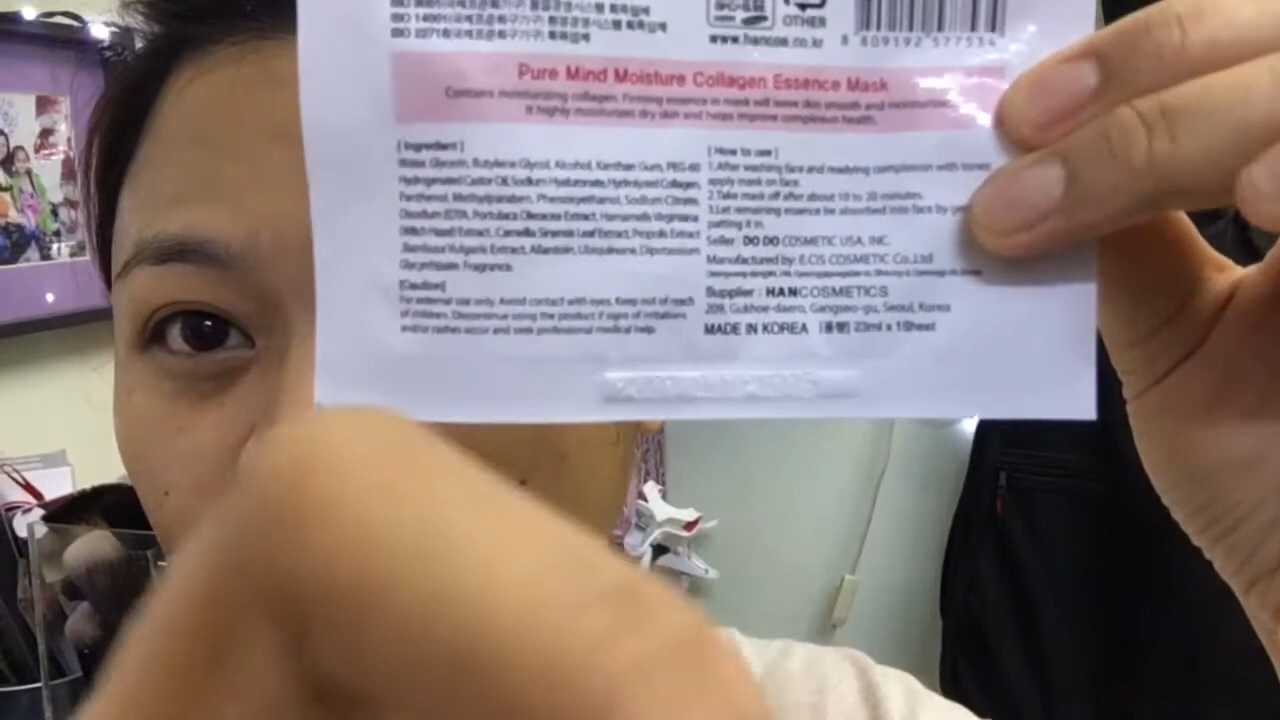 OTHER
www.hancos.co.kr 8 809192 577534
Pure Mind Moisture Collagen Essence Mask
Contains moisturizing collagen. Firming essence in mask will leave skin smooth and
It highly moisturizes dry skin and helps improve complexion health.
[ Ingredient ]
Water, Glycerin, Butylene Glycol, Alcohol, Xanthan Gum, PEG-60
Hydrogenated Castor Oil, Sodium Hyaluronate, Hydrolyzed Collagen,
Panthenol, Methylparaben, Phenoxyethanol, Sodium Citrate,
Disodium EDTA, Portulaca Oleracea Extract, Hamamelis Virginiana
(Witch Hazel) Extract, Camellia Sinensis Leaf Extract, Propolis Extract
Vulgaris Extract, Allantoin, Ubiquinone, Dipotassium
Glycyrrhizate, Fragrance.
[Caution]
For external use only. Avoid contact with eyes. Keep out of reach
of children. Discontinue using the product if signs of irritations
and/or rashes occur and seek professional medical help.
[ How to use ]
1.After washing face and readying complexion with toner,
apply mask on face.
2.Take mask off after about 10 to 20 minutes.
3.Let remaining essence be absorbed into face by
patting it in.
Seller : DO DO COSMETIC USA, INC.
Manufactured by: E.CIS COSMETIC Co.,Ltd
Supplier : HANCOSMETICS
209, Gukhoe-daero, Gangseo-gu, Seoul, Korea
MADE IN KOREA [용량] 23ml x 1Sheet